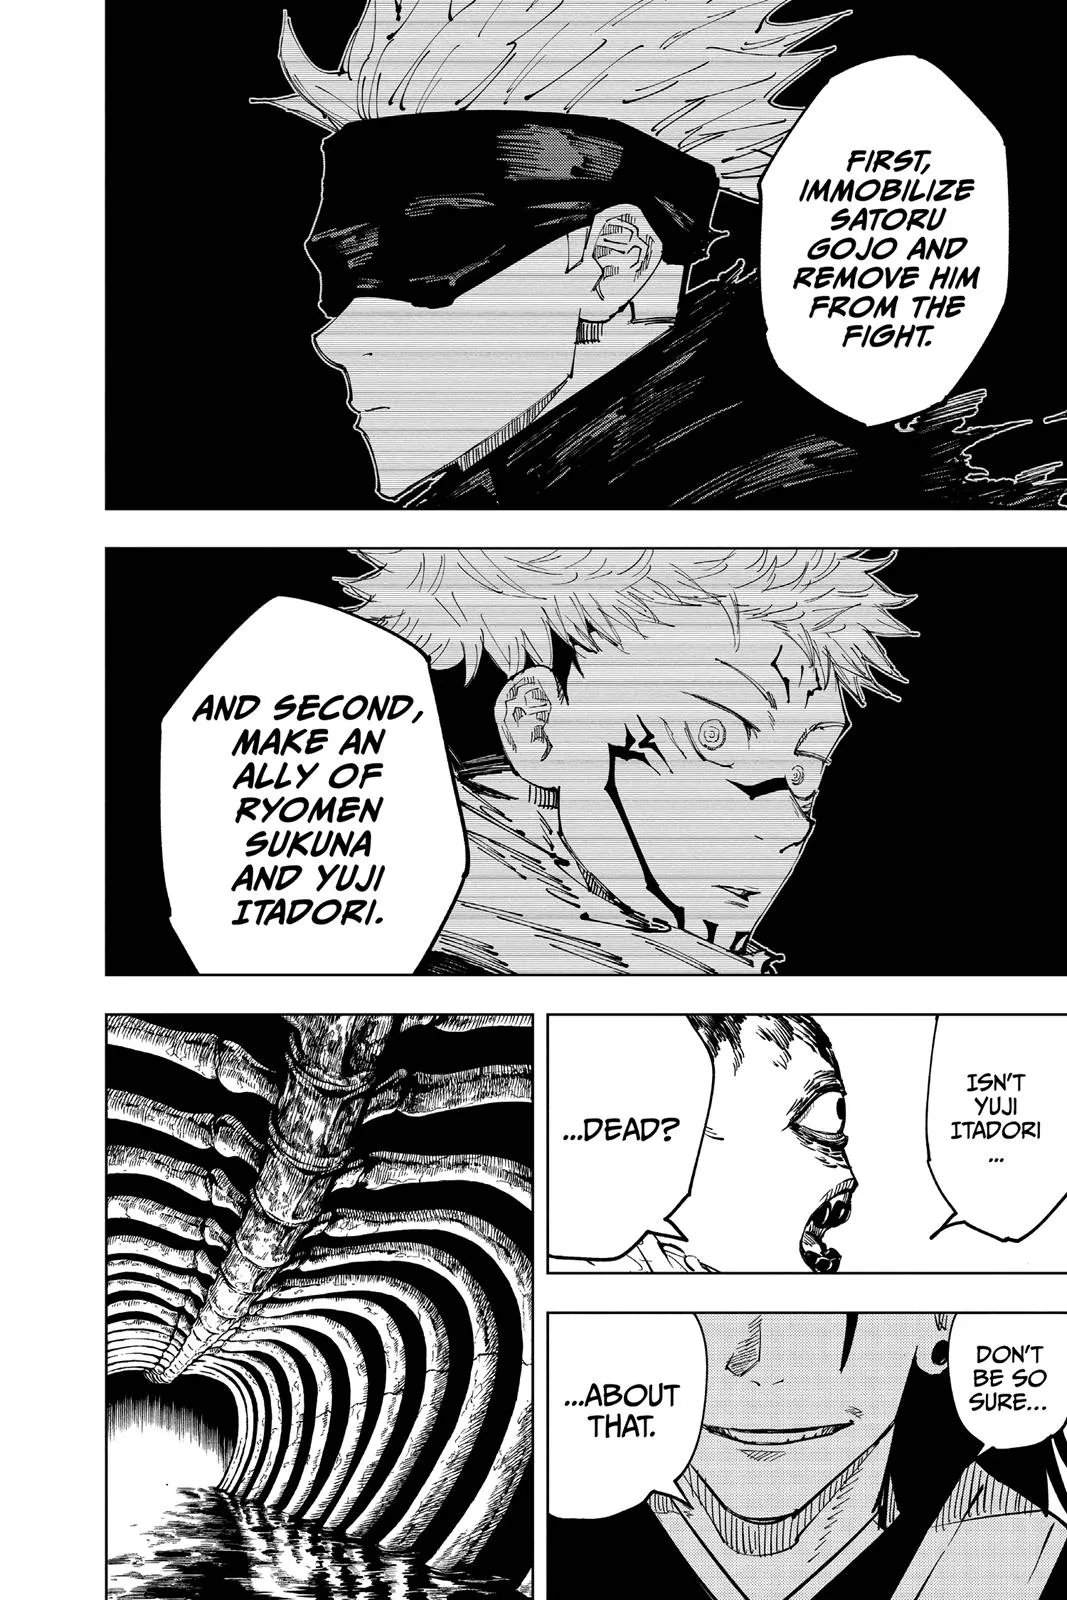 FIRST,
IMMOBILIZE
SATORU
GOJO AND
REMOVE HIM
FROM THE
FIGHT.
AND SECOND,
MAKE AN
ALLY OF
RYOMEN
SUKUNA
AND YUJI
ITADORI.
ISN'T
YUJI
ITADORI
...
...DEAD?
DON'T
BE SO
SURE...
...ABOUT
THAT.